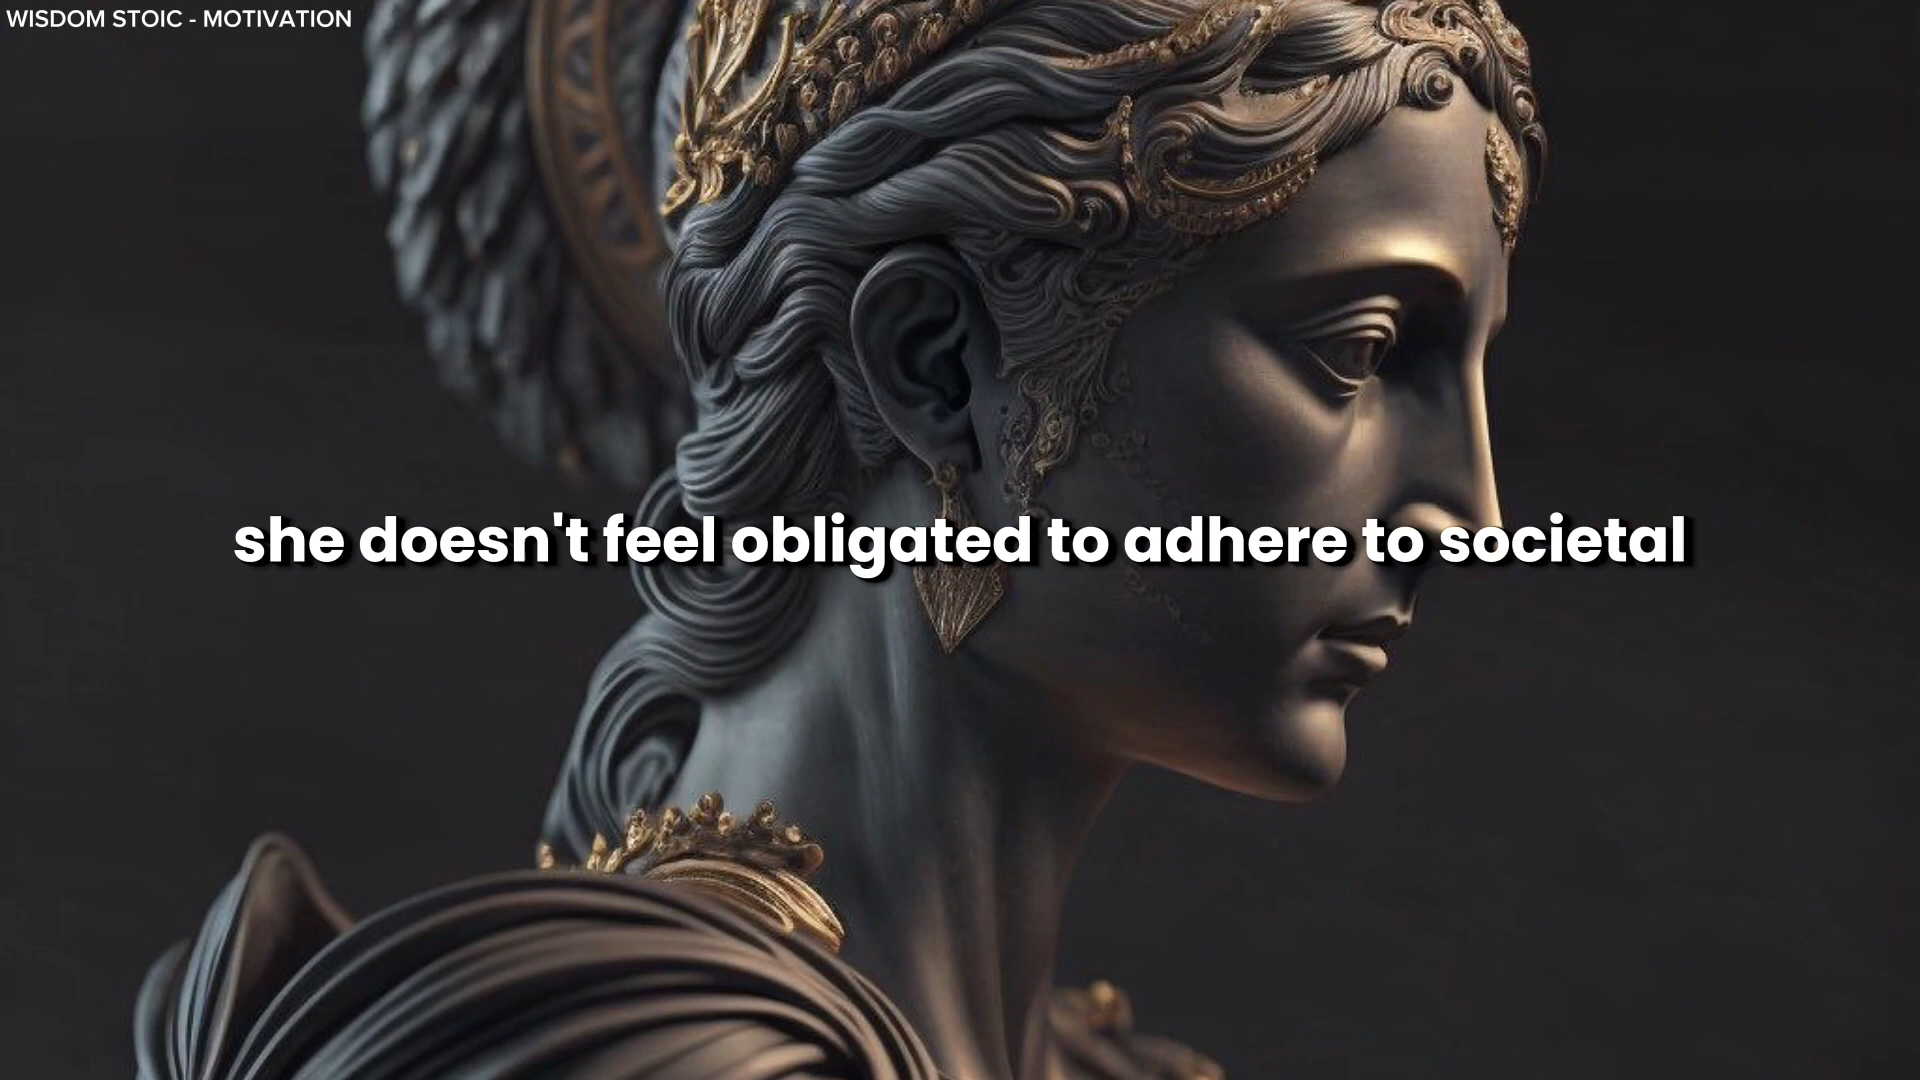 WISDOM STOIC - MOTIVATION
she doesn't feel obligated to adhere to societal